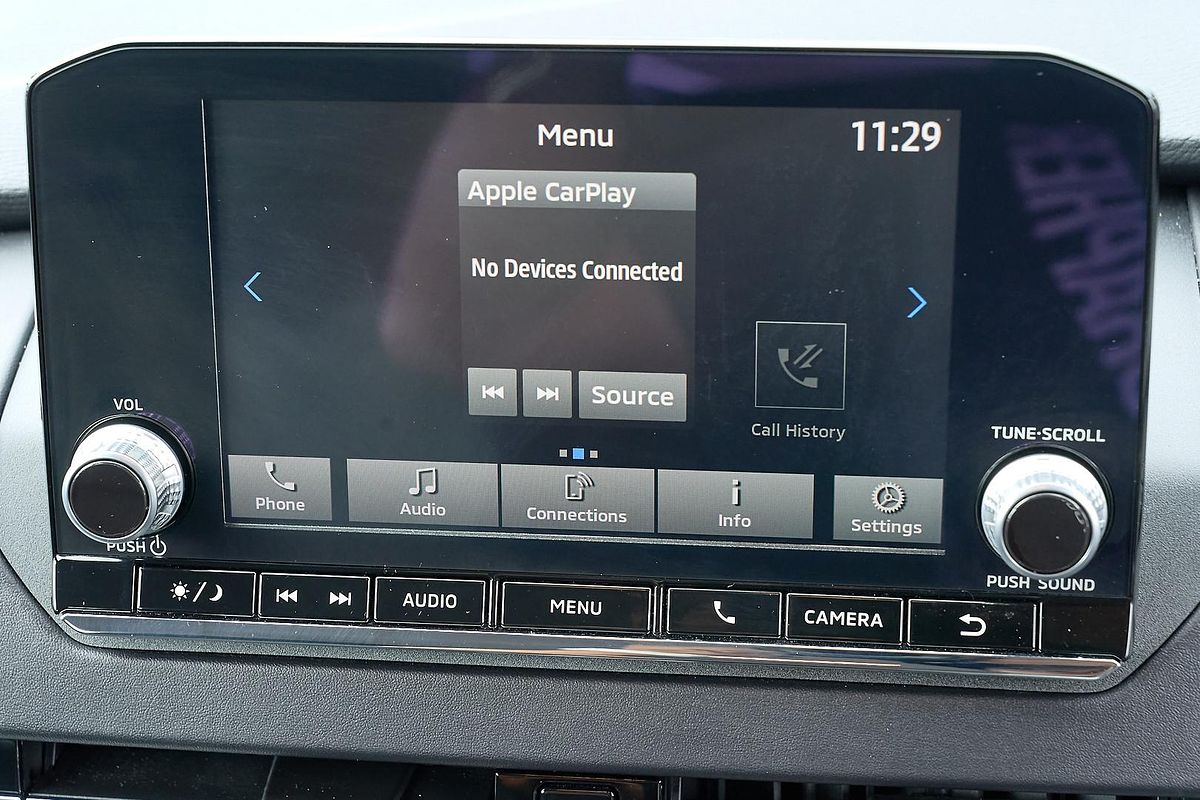 Menu
11:29
Apple CarPlay
No Devices Connected
Source
Call History
VOL
TUNE·SCROLL
Phone
Audio
Connections
Info
Settings
PUSH
PUSH SOUND
AUDIO
MENU
CAMERA